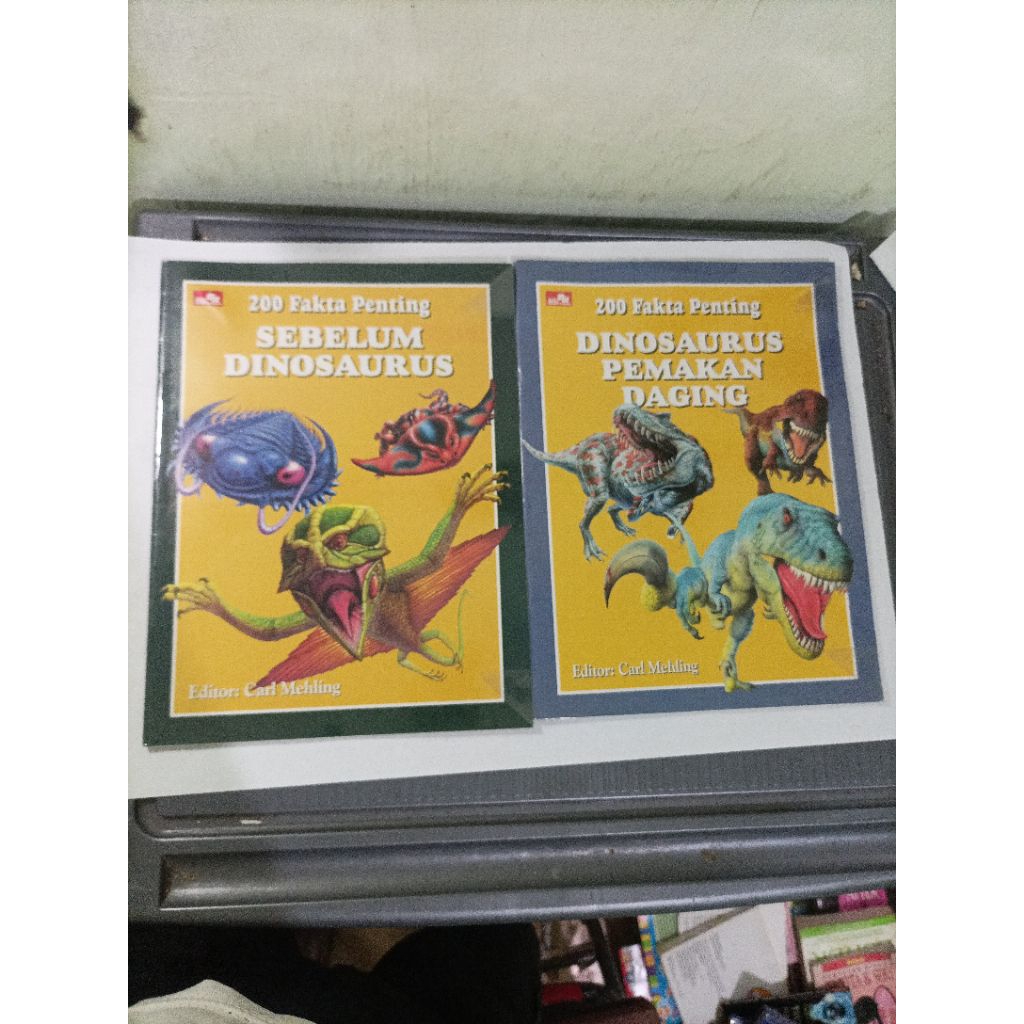 200 Fakta Penting
SEBELUM
DINOSAURUS
Editor: Carl Mehling
200 Fakta Penting
DINOSAURUS
PEMAKAN
DAGING
Editor: Carl Mehling